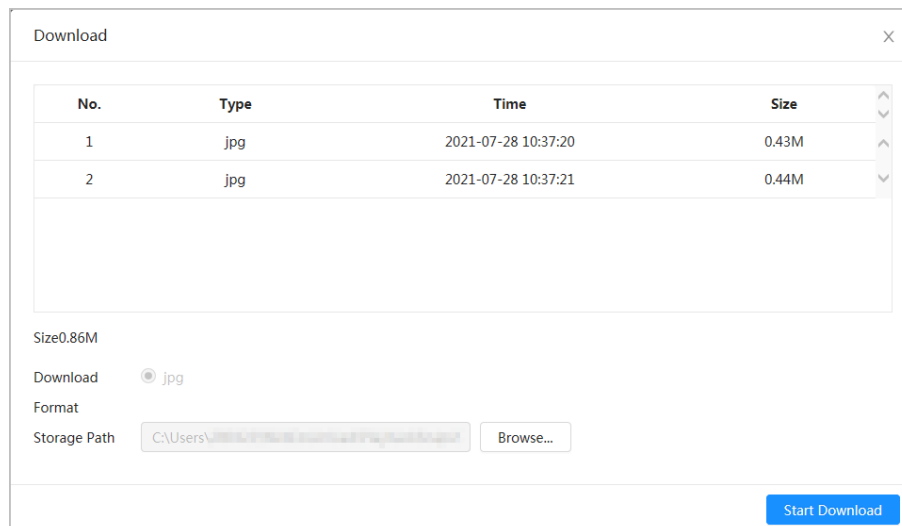 Download
No. Type Time Size
1 jpg 2021-07-28 10:37:20 0.43M
2 jpg 2021-07-28 10:37:21 0.44M
Size0.86M
Download jpg
Format
Storage Path C:\Users\ Browse...
Start Download